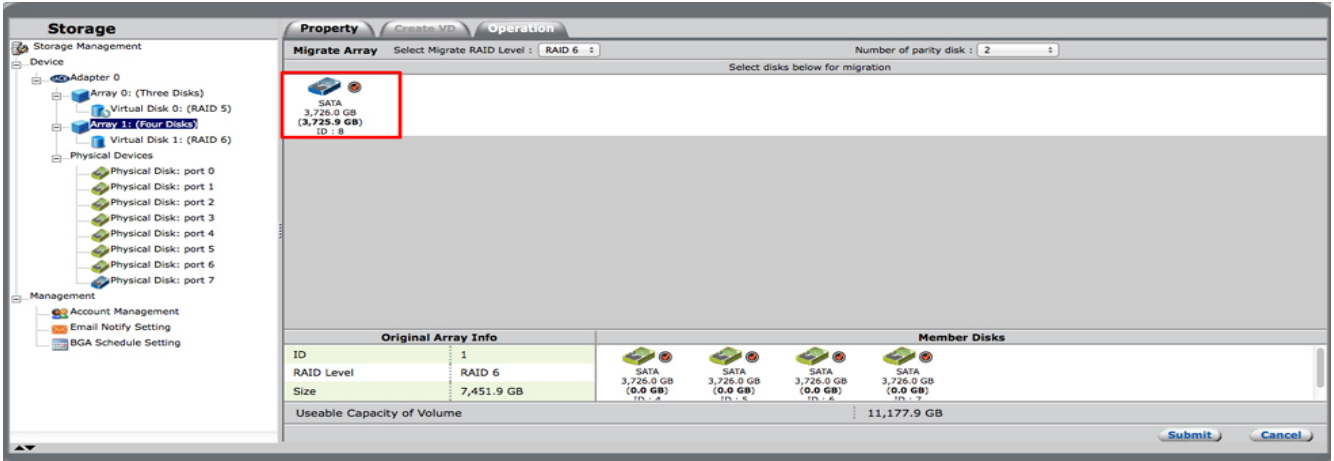 Storage
Storage Management
Device
Adapter 0
Array 0: (Three Disks)
Virtual Disk 0: (RAID 5)
Array 1: (Four Disks)
Virtual Disk 1: (RAID 6)
Physical Devices
Physical Disk: port 0
Physical Disk: port 1
Physical Disk: port 2
Physical Disk: port 3
Physical Disk: port 4
Physical Disk: port 5
Physical Disk: port 6
Physical Disk: port 7
Management
Account Management
Email Notify Setting
BGA Schedule Setting
Property Create VD Operation
Migrate Array Select Migrate RAID Level : RAID 6 Number of parity disk : 2
Select disks below for migration
SATA
3,726.0 GB
(3,725.9 GB)
ID : 8
Original Array Info Member Disks
ID 1
RAID Level RAID 6
Size 7,451.9 GB
SATA SATA SATA SATA
3,726.0 GB 3,726.0 GB 3,726.0 GB 3,726.0 GB
(0.0 GB) (0.0 GB) (0.0 GB) (0.0 GB)
ID : 4 ID : 5 ID : 6 ID : 7
Useable Capacity of Volume 11,177.9 GB
Submit Cancel